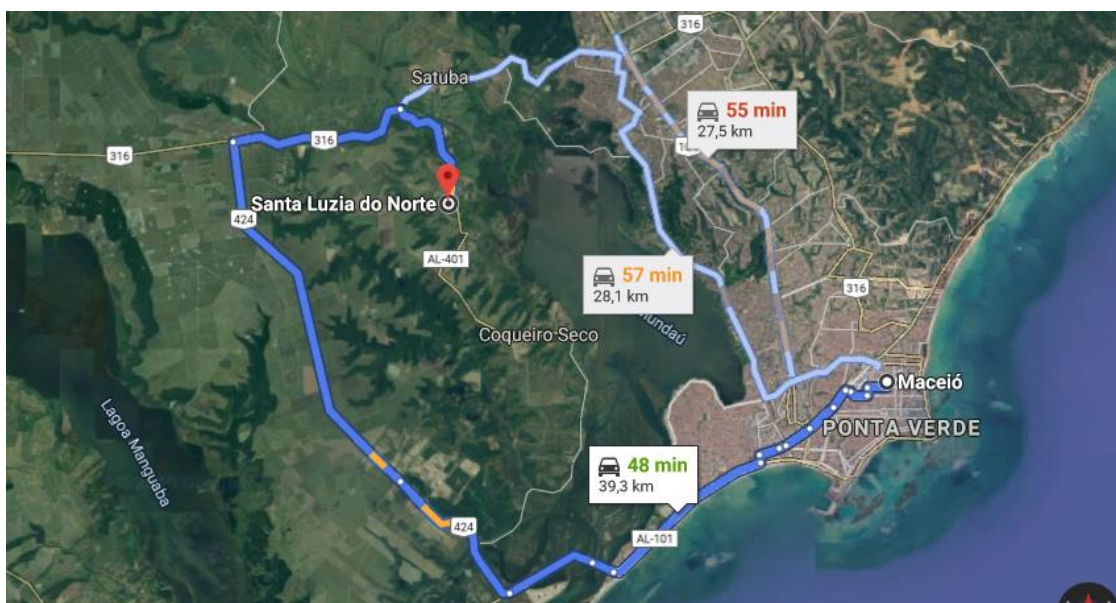 316
Satuba
55 min
27,5 km
316
316
Santa Luzia do Norte
424
AL-401
57 min
28,1 km
316
Coqueiro Seco
Maceió
Lagoa Manguaba
PONTA VERDE
48 min
39,3 km
424
AL-101